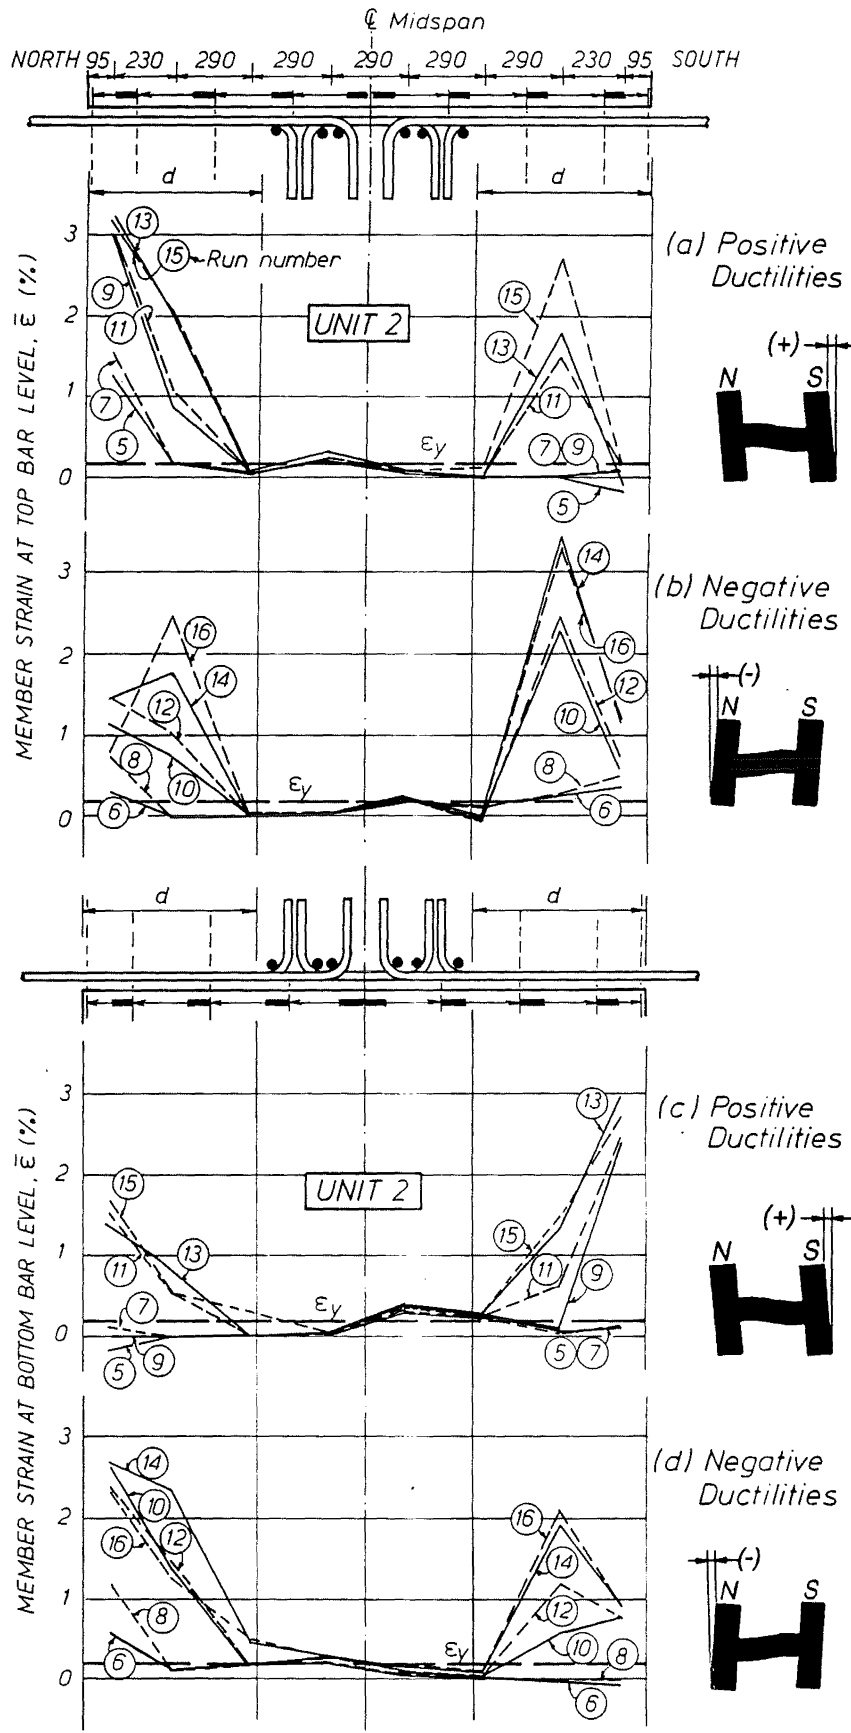 ℄ Midspan
NORTH 95 230 290 290 290 290 230 95 SOUTH
d d
MEMBER STRAIN AT TOP BAR LEVEL, ε̅ (%)
3
2
1
0
13
15 Run number
9
11
7
5
UNIT 2
εy
15
13
11
7 9
5
(a) Positive
Ductilities
(+)
N S
3
2
1
0
16
14
12
8
10
6
εy
14
16
12
10
8
6
(b) Negative
Ductilities
(-)
N S
d d
MEMBER STRAIN AT BOTTOM BAR LEVEL, ε̅ (%)
3
2
1
0
15
11
13
7
5 9
UNIT 2
εy
13
15
11
9
5 7
(c) Positive
Ductilities
(+)
N S
3
2
1
0
14
10
16
12
8
6
εy
16
14
12
10
8
6
(d) Negative
Ductilities
(-)
N S